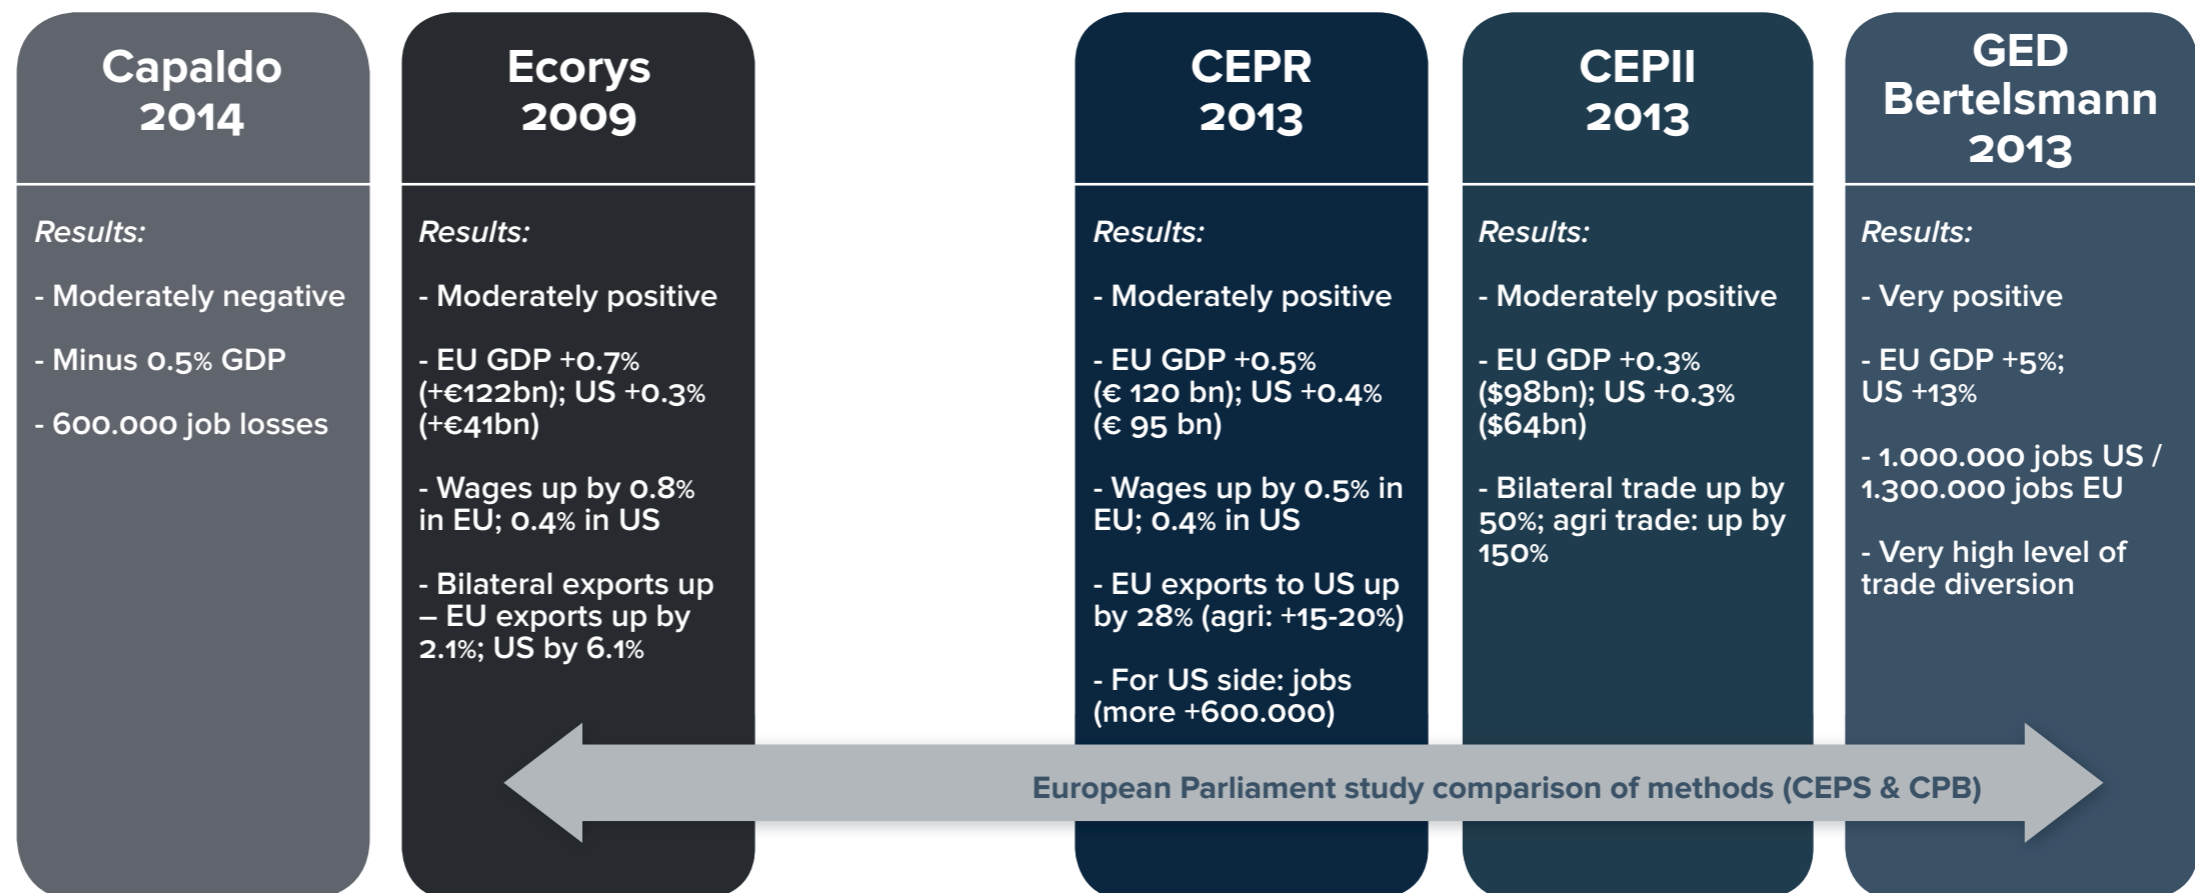 Capaldo
2014
Results:
- Moderately negative
- Minus 0.5% GDP
- 600.000 job losses
Ecorys
2009
Results:
- Moderately positive
- EU GDP +0.7%
(+€122bn); US +0.3%
(+€41bn)
- Wages up by 0.8%
in EU; 0.4% in US
- Bilateral exports up
– EU exports up by
2.1%; US by 6.1%
CEPR
2013
Results:
- Moderately positive
- EU GDP +0.5%
(€ 120 bn); US +0.4%
(€ 95 bn)
- Wages up by 0.5% in
EU; 0.4% in US
- EU exports to US up
by 28% (agri: +15-20%)
- For US side: jobs
(more +600.000)
CEPII
2013
Results:
- Moderately positive
- EU GDP +0.3%
($98bn); US +0.3%
($64bn)
- Bilateral trade up by
50%; agri trade: up by
150%
GED
Bertelsmann
2013
Results:
- Very positive
- EU GDP +5%;
US +13%
- 1.000.000 jobs US /
1.300.000 jobs EU
- Very high level of
trade diversion
European Parliament study comparison of methods (CEPS & CPB)